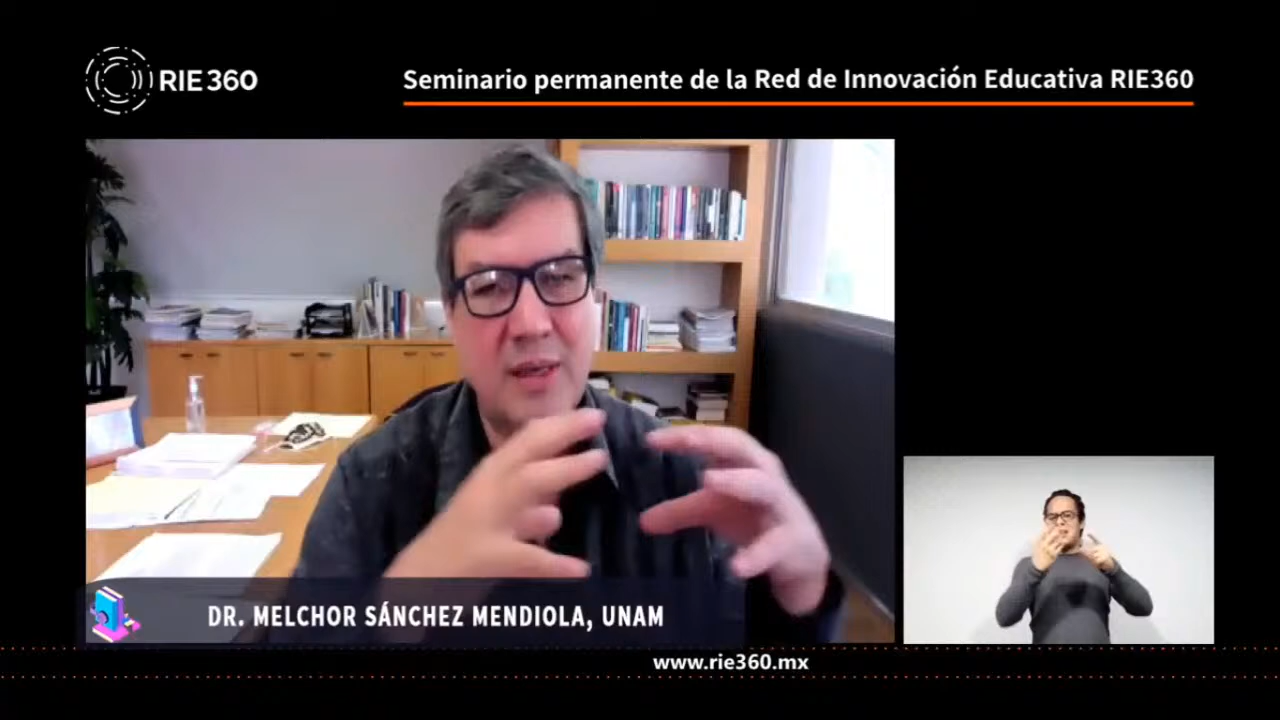 RIE360
Seminario permanente de la Red de Innovación Educativa RIE360
DR. MELCHOR SÁNCHEZ MENDIOLA, UNAM
www.rie360.mx